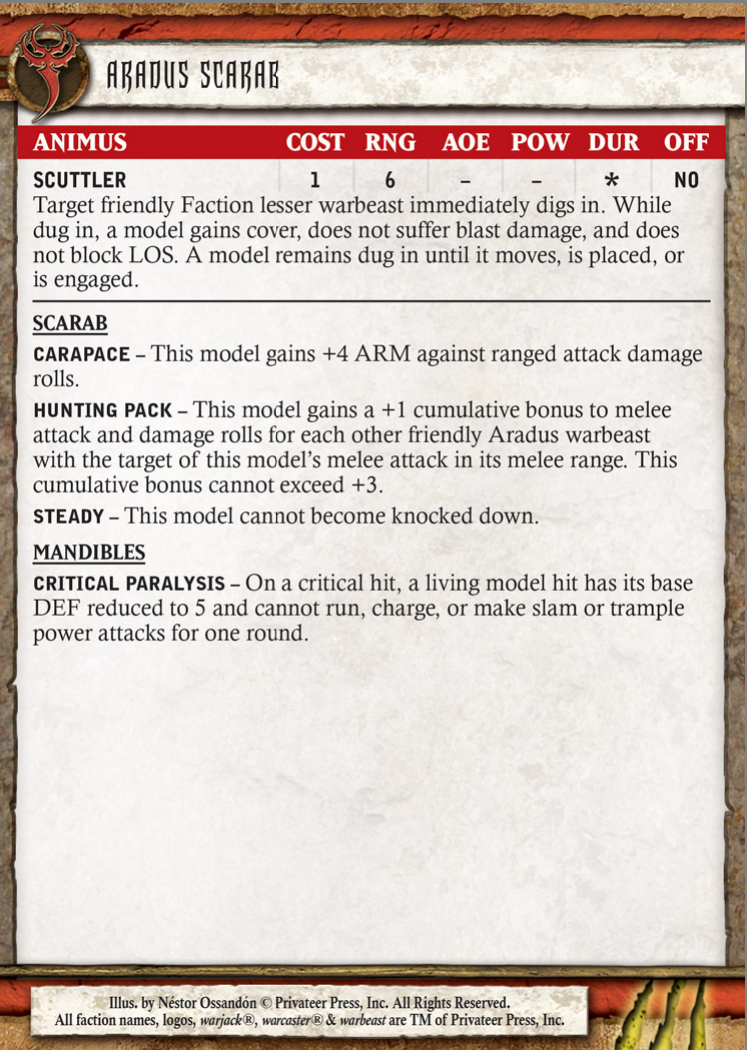 ARADUS SCARAB
ANIMUS COST RNG AOE POW DUR OFF
SCUTTLER 1 6 – – * NO
Target friendly Faction lesser warbeast immediately digs in. While
dug in, a model gains cover, does not suffer blast damage, and does
not block LOS. A model remains dug in until it moves, is placed, or
is engaged.
SCARAB
CARAPACE – This model gains +4 ARM against ranged attack damage
rolls.
HUNTING PACK – This model gains a +1 cumulative bonus to melee
attack and damage rolls for each other friendly Aradus warbeast
with the target of this model's melee attack in its melee range. This
cumulative bonus cannot exceed +3.
STEADY – This model cannot become knocked down.
MANDIBLES
CRITICAL PARALYSIS – On a critical hit, a living model hit has its base
DEF reduced to 5 and cannot run, charge, or make slam or trample
power attacks for one round.
Illus. by Néstor Ossandón © Privateer Press, Inc. All Rights Reserved.
All faction names, logos, warjack®, warcaster® & warbeast are TM of Privateer Press, Inc.